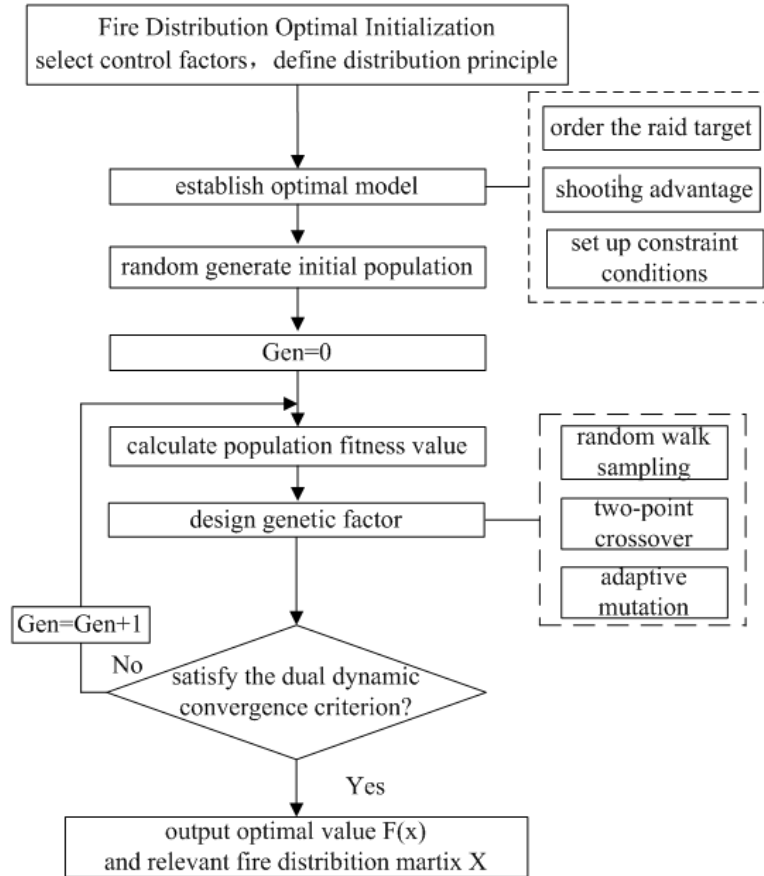 Fire Distribution Optimal Initialization
select control factors，define distribution principle
order the raid target
establish optimal model
shooting advantage
set up constraint
conditions
random generate initial population
Gen=0
calculate population fitness value
random walk
sampling
design genetic factor
two-point
crossover
adaptive
mutation
Gen=Gen+1
No
satisfy the dual dynamic
convergence criterion?
Yes
output optimal value F(x)
and relevant fire distribition martix X